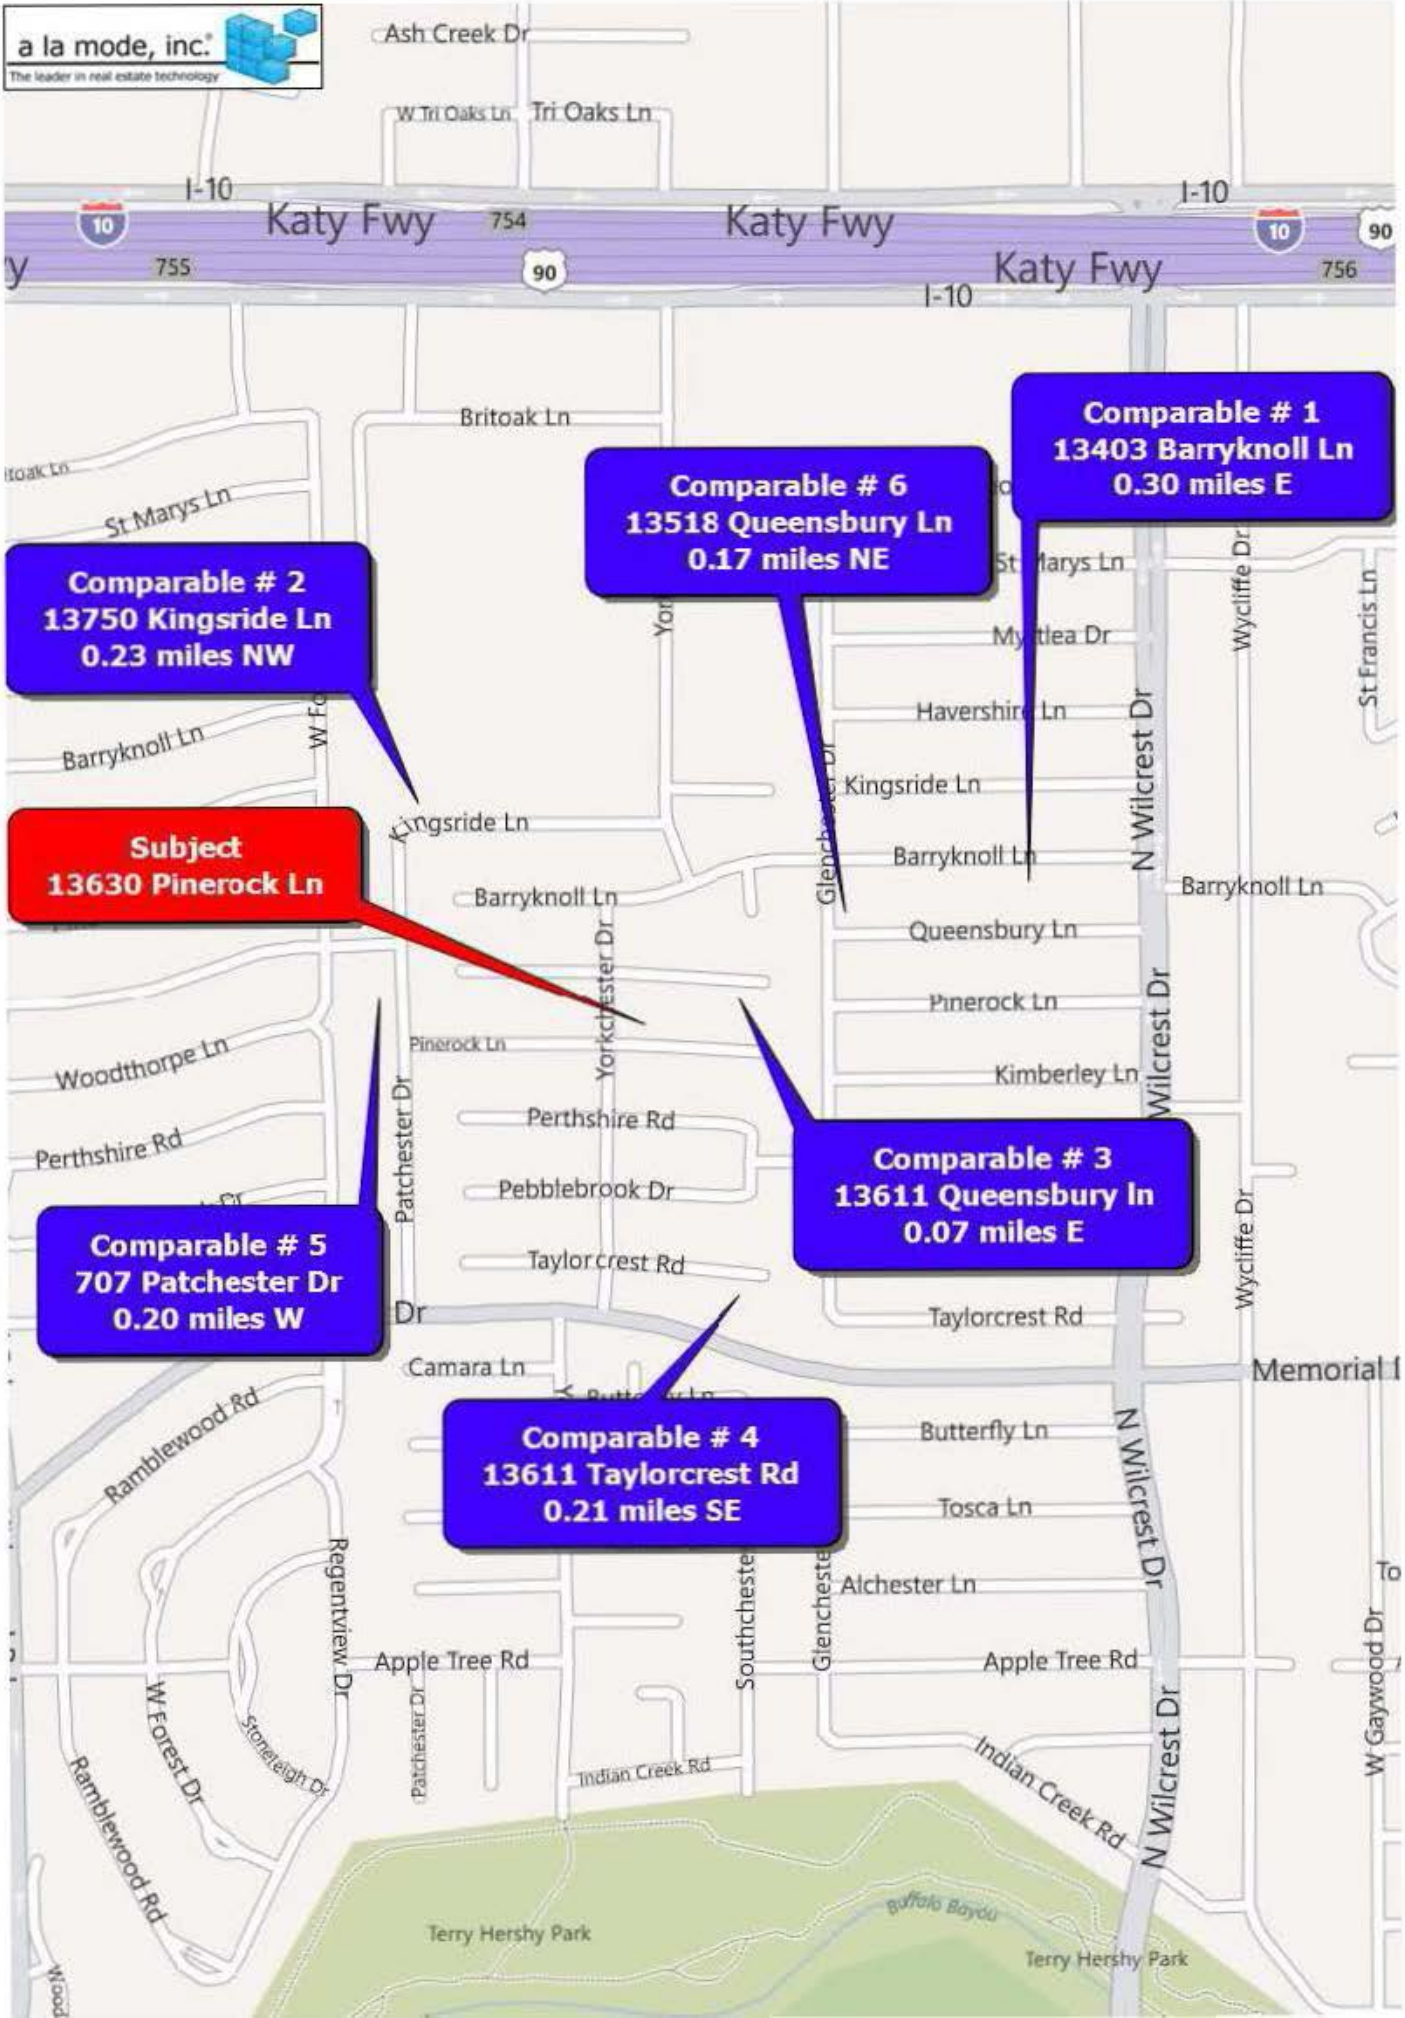 a la mode, inc.®
The leader in real estate technology
Ash Creek Dr
W Tri Oaks Ln
Tri Oaks Ln
I-10
I-10
10
Katy Fwy
754
Katy Fwy
10
90
755
90
Katy Fwy
756
I-10
Britoak Ln
St Marys Ln
Comparable # 1
13403 Barryknoll Ln
0.30 miles E
Comparable # 6
13518 Queensbury Ln
0.17 miles NE
St Marys Ln
Wycliffe Dr
St Francis Ln
Comparable # 2
13750 Kingsride Ln
0.23 miles NW
Myrtlea Dr
Havershire Ln
N Wilcrest Dr
Barryknoll Ln
Kingsride Ln
Glenchester Dr
Kingsride Ln
Subject
13630 Pinerock Ln
Barryknoll Ln
Barryknoll Ln
Barryknoll Ln
Queensbury Ln
Yorkchester Dr
Pinerock Ln
Wilcrest Dr
Woodthorpe Ln
Pinerock Ln
Kimberley Ln
Patchester Dr
Perthshire Rd
Perthshire Rd
Comparable # 3
13611 Queensbury ln
0.07 miles E
Pebblebrook Dr
Wycliffe Dr
Comparable # 5
707 Patchester Dr
0.20 miles W
Taylorcrest Rd
Dr
Taylorcrest Rd
Camara Ln
Memorial
Butterfly Ln
Ramblewood Rd
Butterfly Ln
N Wilcrest Dr
Comparable # 4
13611 Taylorcrest Rd
0.21 miles SE
Tosca Ln
Regentview Dr
Alchester Ln
Apple Tree Rd
Apple Tree Rd
W Gaywood Dr
W Forest Dr
Stoneleigh Dr
Patchester Dr
Indian Creek Rd
Indian Creek Rd
N Wilcrest Dr
Ramblewood Rd
Buffalo Bayou
Terry Hershy Park
Terry Hershy Park